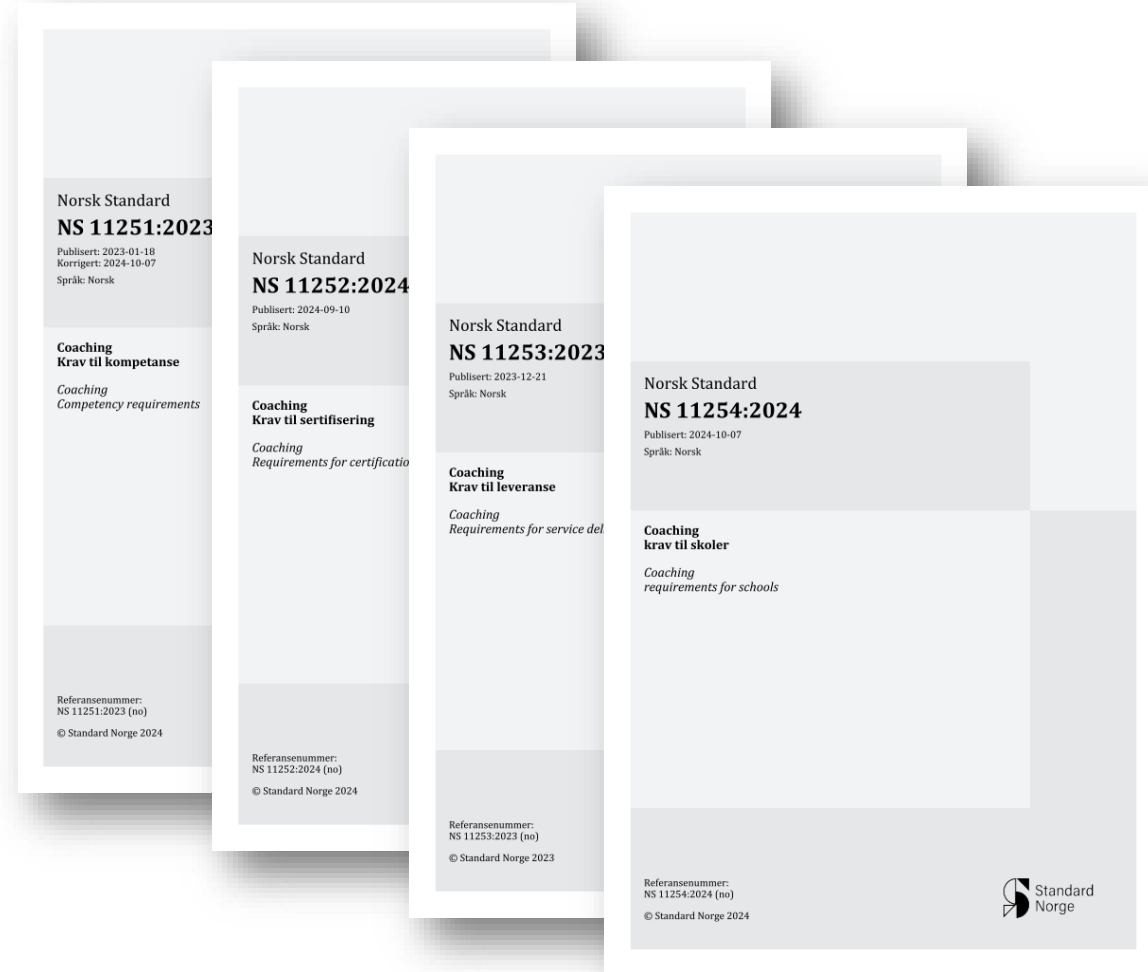 Norsk Standard
NS 11251:2023
Publisert: 2023-01-18
Korrigert: 2024-10-07
Språk: Norsk
Coaching
Krav til kompetanse
Coaching
Competency requirements
Referansenummer:
NS 11251:2023 (no)
© Standard Norge 2024
Norsk Standard
NS 11252:2024
Publisert: 2024-09-10
Språk: Norsk
Coaching
Krav til sertifisering
Coaching
Requirements for
Referansenummer:
NS 11252:2024 (no)
© Standard Norge 2024
Norsk Standard
NS 11253:2023
Publisert: 2023-12-21
Språk: Norsk
Coaching
Krav til leveranse
Coaching
Requirements for service
Referansenummer:
NS 11253:2023 (no)
© Standard Norge 2023
Norsk Standard
NS 11254:2024
Publisert: 2024-10-07
Språk: Norsk
Coaching
krav til skoler
Coaching
requirements for schools
Referansenummer:
NS 11254:2024 (no)
© Standard Norge 2024
Standard
Norge